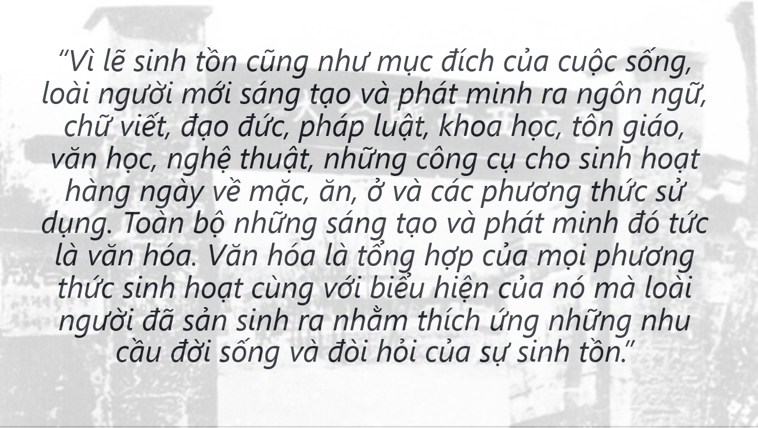 “Vì lẽ sinh tồn cũng như mục đích của cuộc sống,
loài người mới sáng tạo và phát minh ra ngôn ngữ,
chữ viết, đạo đức, pháp luật, khoa học, tôn giáo,
văn học, nghệ thuật, những công cụ cho sinh hoạt
hàng ngày về mặc, ăn, ở và các phương thức sử
dụng. Toàn bộ những sáng tạo và phát minh đó tức
là văn hóa. Văn hóa là tổng hợp của mọi phương
thức sinh hoạt cùng với biểu hiện của nó mà loài
người đã sản sinh ra nhằm thích ứng những nhu
cầu đời sống và đòi hỏi của sự sinh tồn.”